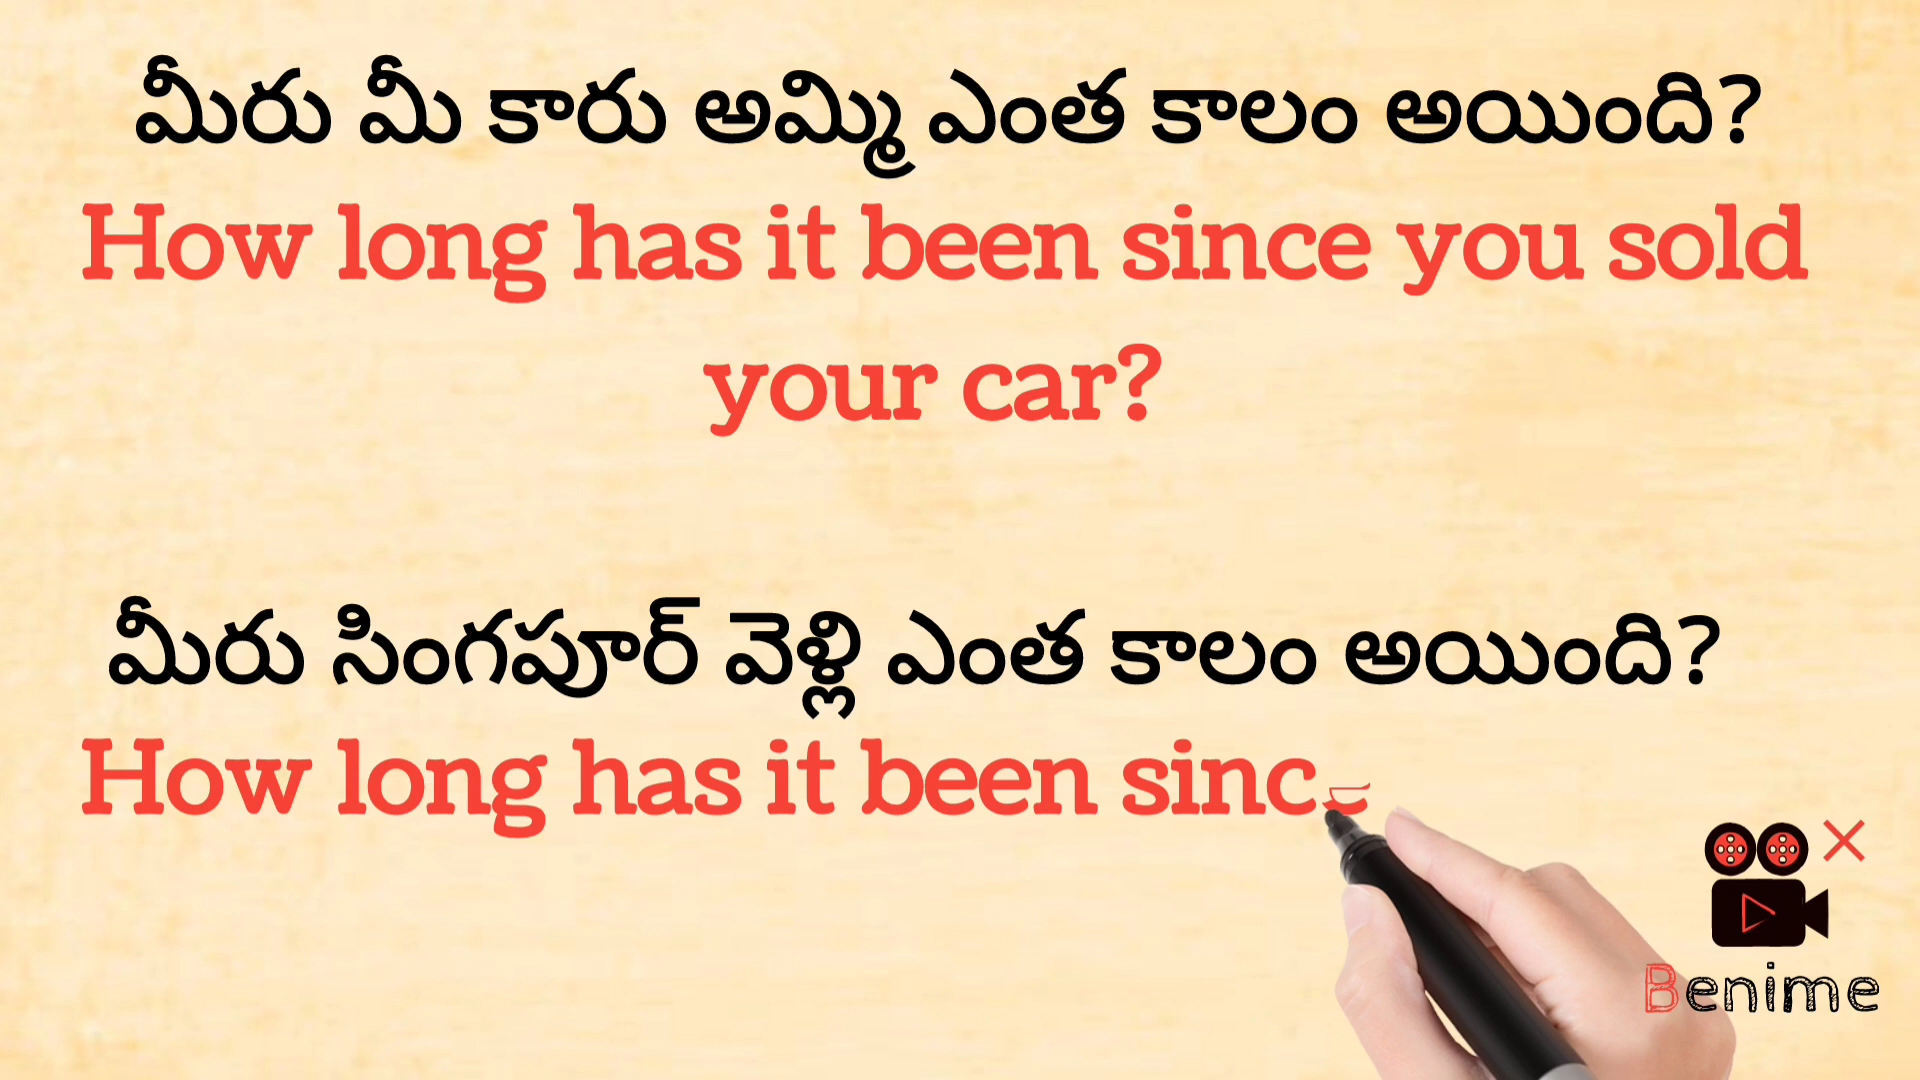 మీరు మీ కారు అమ్మి ఎంత కాలం అయింది?
How long has it been since you sold
your car?
మీరు సింగపూర్ వెళ్లి ఎంత కాలం అయింది?
How long has it been since
Benime